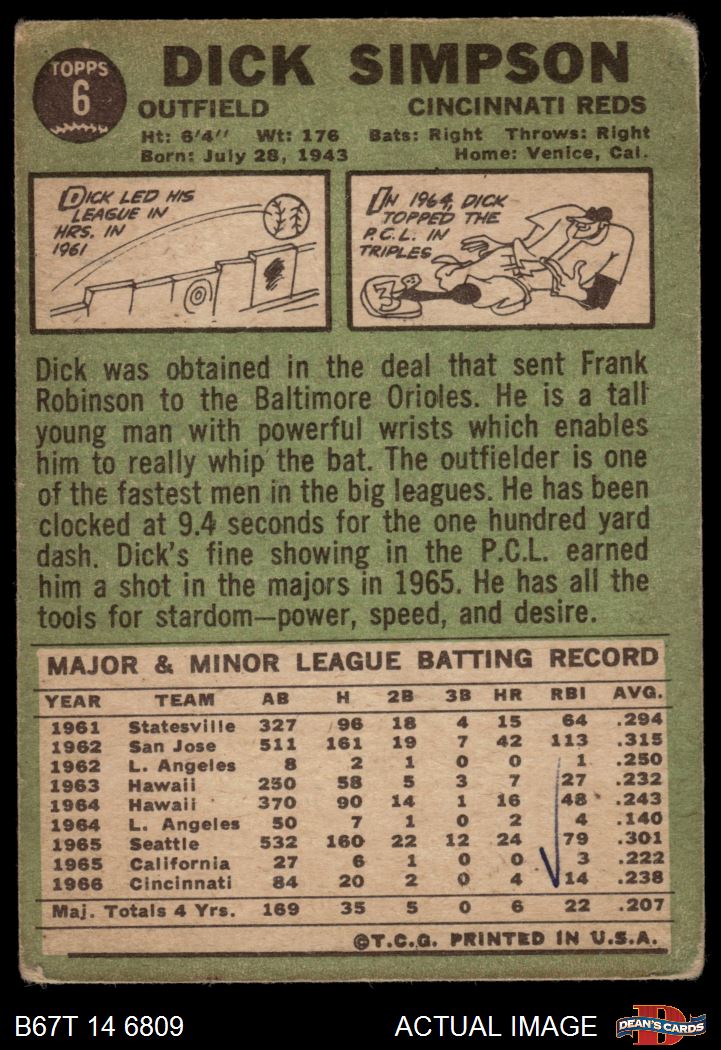 TOPPS
6
DICK SIMPSON
OUTFIELD CINCINNATI REDS
Ht: 6'4" Wt: 176 Bats: Right Throws: Right
Born: July 28, 1943 Home: Venice, Cal.
DICK LED HIS
LEAGUE IN
HRS. IN
1961
IN 1964, DICK
TOPPED THE
P.C.L. IN
TRIPLES
3
Dick was obtained in the deal that sent Frank
Robinson to the Baltimore Orioles. He is a tall
young man with powerful wrists which enables
him to really whip the bat. The outfielder is one
of the fastest men in the big leagues. He has been
clocked at 9.4 seconds for the one hundred yard
dash. Dick's fine showing in the P.C.L. earned
him a shot in the majors in 1965. He has all the
tools for stardom—power, speed, and desire.
MAJOR & MINOR LEAGUE BATTING RECORD
YEAR TEAM AB H 2B 3B HR RBI AVG.
1961 Statesville 327 96 18 4 15 64 .294
1962 San Jose 511 161 19 7 42 113 .315
1962 L. Angeles 8 2 1 0 0 1 .250
1963 Hawaii 250 58 5 3 7 27 .232
1964 Hawaii 370 90 14 1 16 48 .243
1964 L. Angeles 50 7 1 0 2 4 .140
1965 Seattle 532 160 22 12 24 79 .301
1965 California 27 6 1 0 0 3 .222
1966 Cincinnati 84 20 2 0 4 14 .238
Maj. Totals 4 Yrs. 169 35 5 0 6 22 .207
©T.C.G. PRINTED IN U.S.A.
B67T 14 6809 ACTUAL IMAGE
D
DEAN'S CARDS